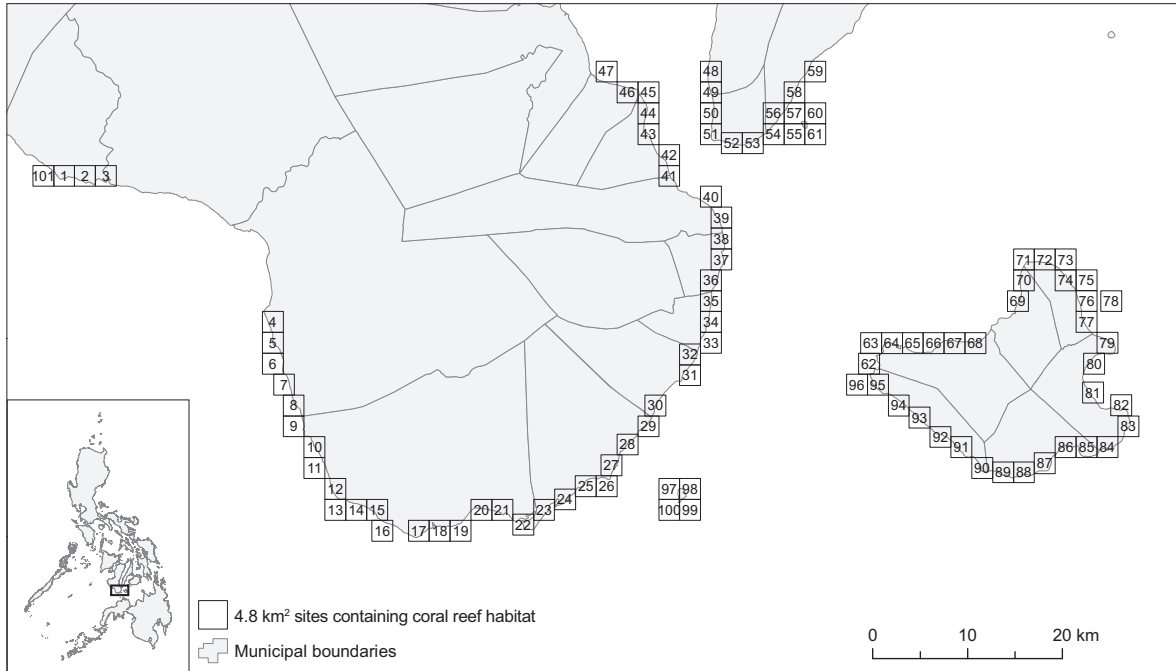 47 48 59
46 45 49 58
44 50 56 57 60
43 51 54 55 61
52 53
42
101 1 2 3 41
40
39
38
37 71 72 73
36 70 74 75
35 69 76 78
4 34 77
5 33 63 64 65 66 67 68 79
32
6 62 80
31
7 96 95
81
8 30 94 82
9 29 93 83
92
10 28 91 86 85 84
11 27 90 89 88 87
12 25 26 97 98
24
13 14 15 20 21 23 100 99
16 17 18 19 22
4.8 km² sites containing coral reef habitat
Municipal boundaries
0 10 20 km